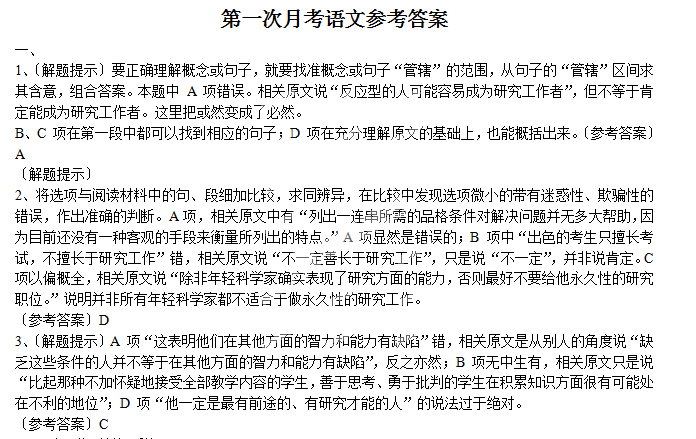 第一次月考语文参考答案
一、
1、〔解题提示〕要正确理解概念或句子，就要找准概念或句子“管辖”的范围，从句子的“管辖”区间求
其含意，组合答案。本题中 A 项错误。相关原文说“反应型的人可能容易成为研究工作者”，但不等于肯
定能成为研究工作者。这里把或然变成了必然。
B、C 项在第一段中都可以找到相应的句子；D 项在充分理解原文的基础上，也能概括出来。〔参考答案〕
A
〔解题提示〕
2、将选项与阅读材料中的句、段细加比较，求同辨异，在比较中发现选项微小的带有迷惑性、欺骗性的
错误，作出准确的判断。A 项，相关原文中有“列出一连串所需的品格条件对解决问题并无多大帮助，因
为目前还没有一种客观的手段来衡量所列出的特点。”A 项显然是错误的；B 项中“出色的考生只擅长考
试，不擅长于研究工作”错，相关原文说“不一定善长于研究工作”，只是说“不一定”，并非说肯定。C
项以偏概全，相关原文说“除非年轻科学家确实表现了研究方面的能力，否则最好不要给他永久性的研究
职位。”说明并非所有年轻科学家都不适合于做永久性的研究工作。
〔参考答案〕D
3、〔解题提示〕A 项“这表明他们在其他方面的智力和能力有缺陷”错，相关原文是从别人的角度说“缺
乏这些条件的人并不等于在其他方面的智力和能力有缺陷”，反之亦然；B 项无中生有，相关原文只是说
“比起那种不加怀疑地接受全部教学内容的学生，善于思考、勇于批判的学生在积累知识方面很有可能处
在不利的地位”；D 项“他一定是最有前途的、有研究才能的人”的说法过于绝对。
〔参考答案〕C